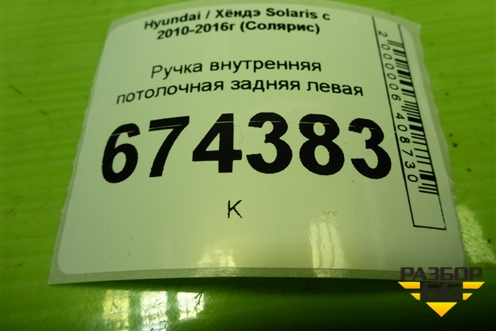 Hyundai / Хёндэ Solaris с
2010-2016г (Солярис)
Ручка внутренняя
потолочная задняя левая
674383
К
2000006408730
РАЗБОР